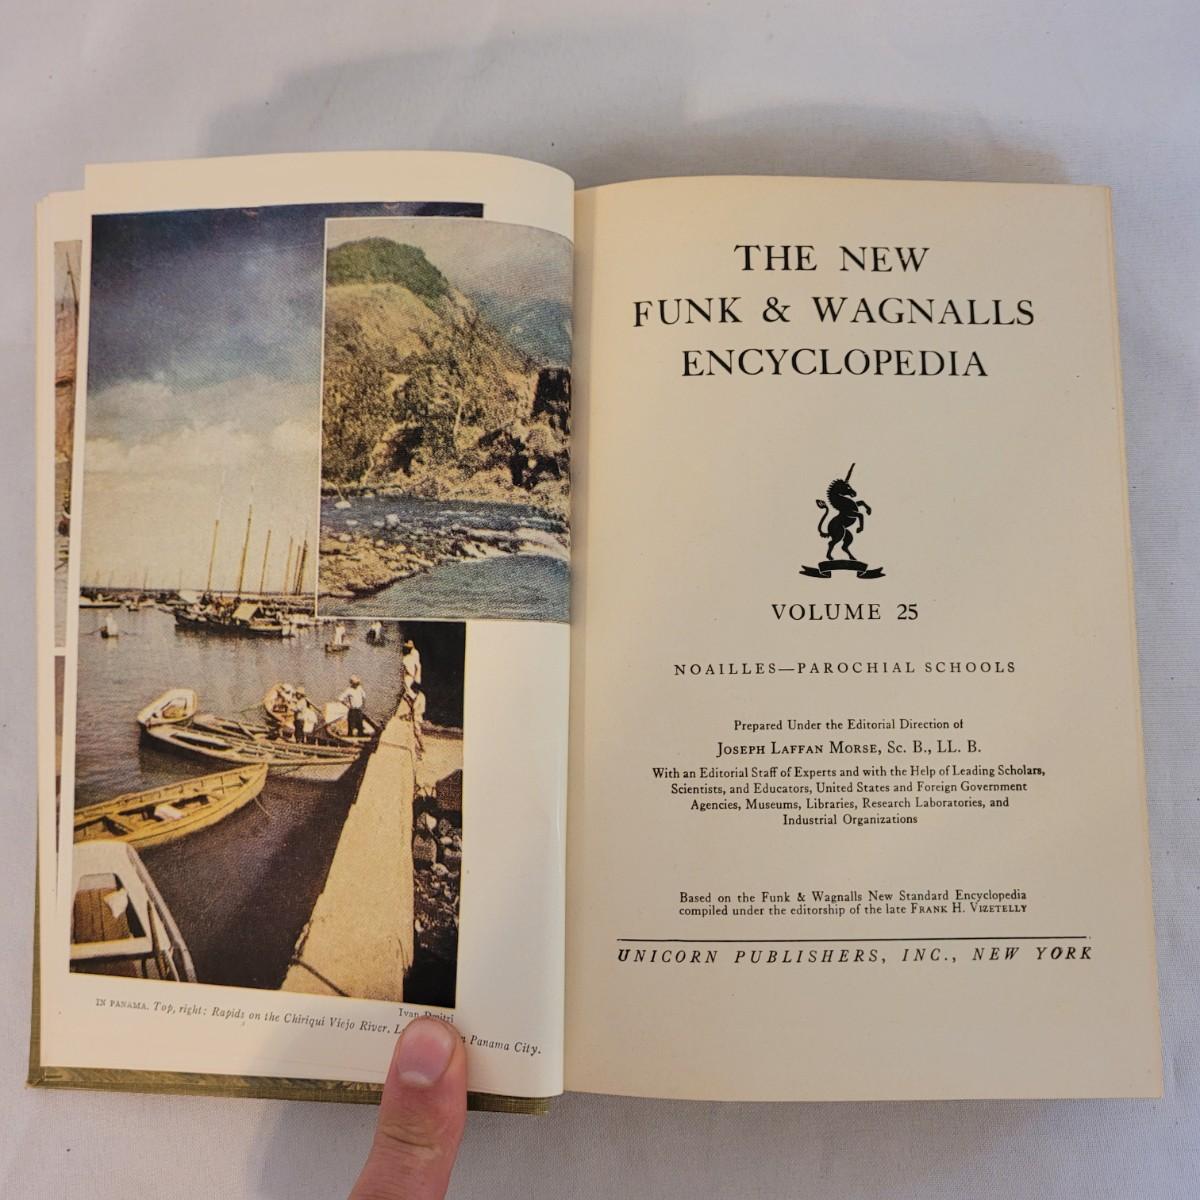 Ivan Dmitri
IN PANAMA. Top, right: Rapids on the Chiriqui Viejo River. Panama City.
THE NEW
FUNK & WAGNALLS
ENCYCLOPEDIA
VOLUME 25
NOAILLES—PAROCHIAL SCHOOLS
Prepared Under the Editorial Direction of
JOSEPH LAFFAN MORSE, Sc. B., LL. B.
With an Editorial Staff of Experts and with the Help of Leading Scholars,
Scientists, and Educators, United States and Foreign Government
Agencies, Museums, Libraries, Research Laboratories, and
Industrial Organizations
Based on the Funk & Wagnalls New Standard Encyclopedia
compiled under the editorship of the late FRANK H. VIZETELLY
UNICORN PUBLISHERS, INC., NEW YORK